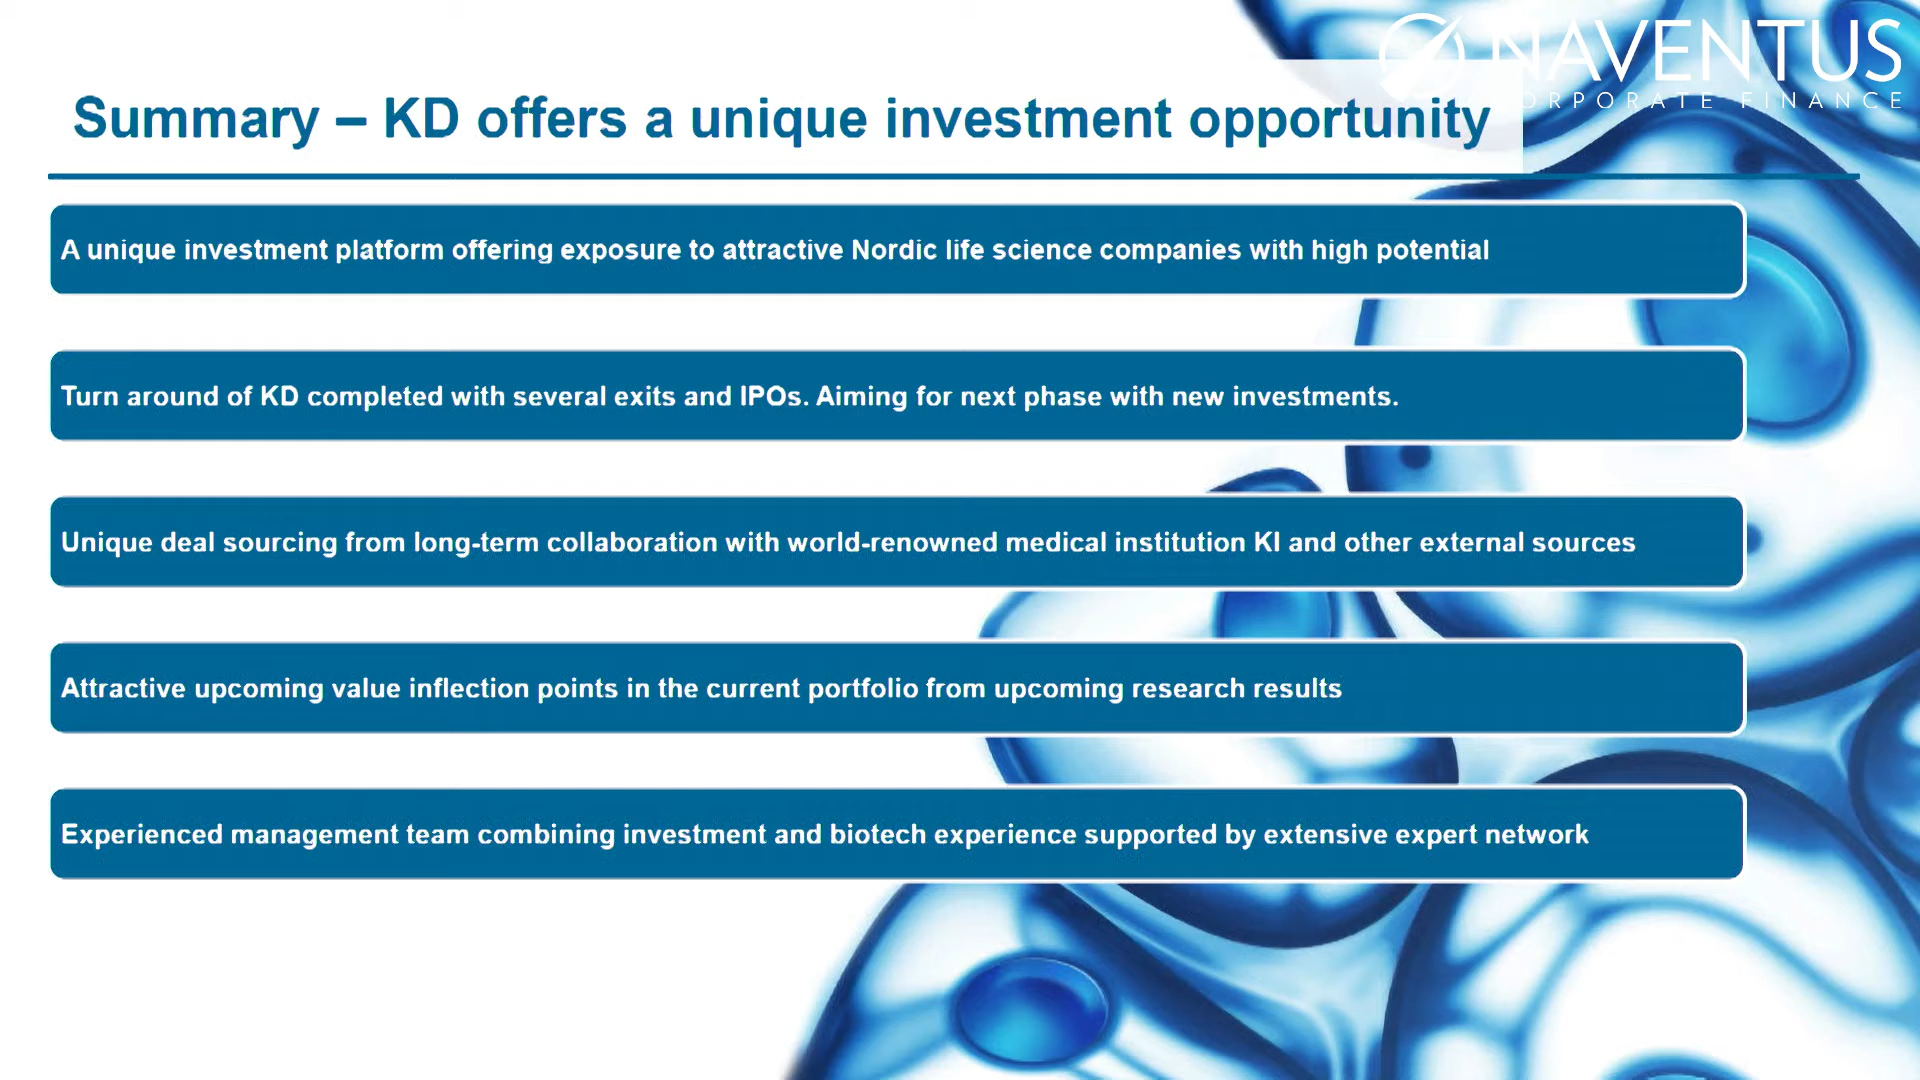 NAVENTUS
CORPORATE FINANCE
Summary – KD offers a unique investment opportunity
A unique investment platform offering exposure to attractive Nordic life science companies with high potential
Turn around of KD completed with several exits and IPOs. Aiming for next phase with new investments.
Unique deal sourcing from long-term collaboration with world-renowned medical institution KI and other external sources
Attractive upcoming value inflection points in the current portfolio from upcoming research results
Experienced management team combining investment and biotech experience supported by extensive expert network